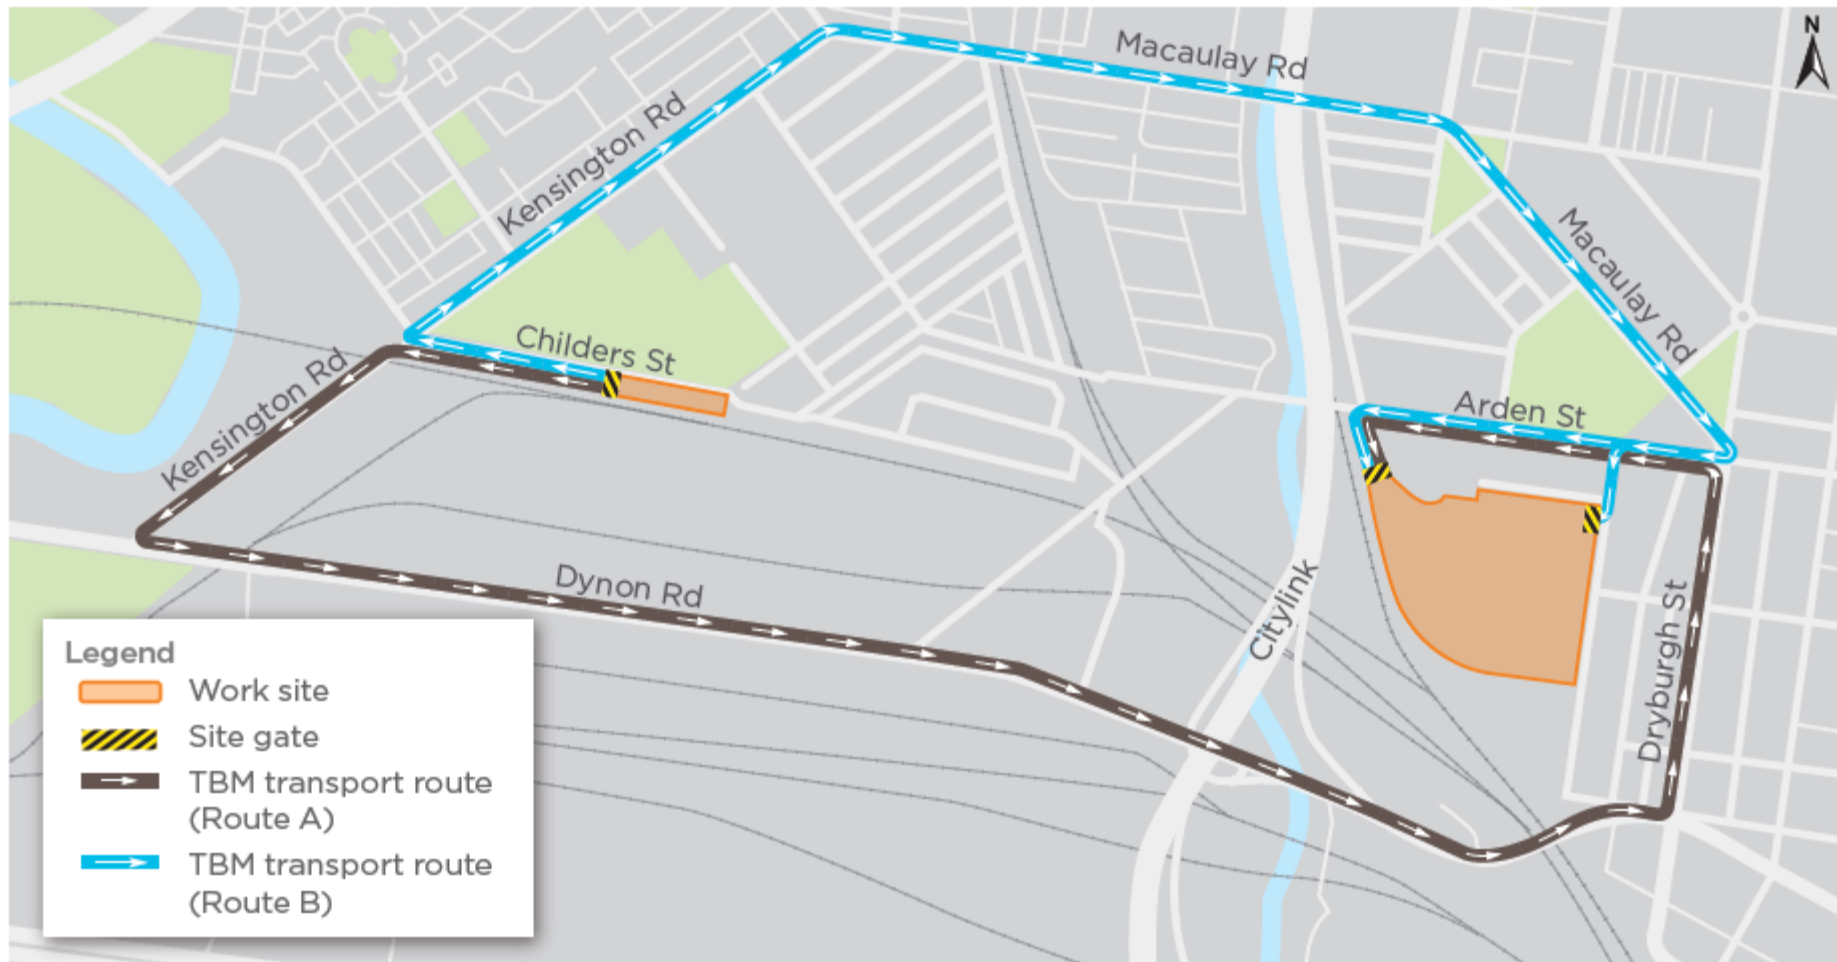 N
Macaulay Rd
Kensington Rd
Macaulay Rd
Childers St
Kensington Rd
Arden St
Dynon Rd
Citylink
Dryburgh St
Legend
Work site
Site gate
TBM transport route
(Route A)
TBM transport route
(Route B)